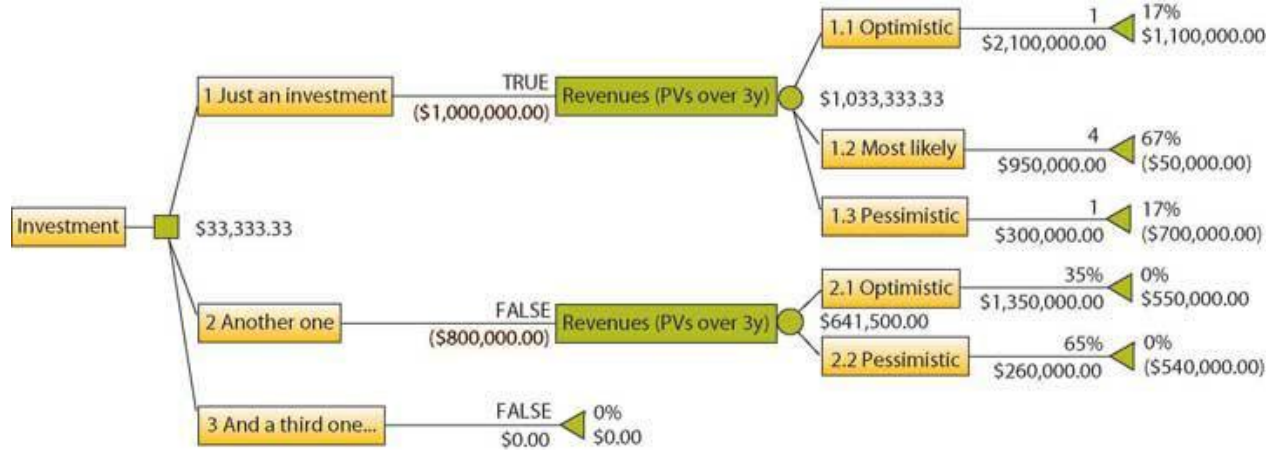 1.1 Optimistic
1
$2,100,000.00
17%
$1,100,000.00
1 Just an investment
TRUE
($1,000,000.00)
Revenues (PVs over 3y)
$1,033,333.33
1.2 Most likely
4
$950,000.00
67%
($50,000.00)
1.3 Pessimistic
1
$300,000.00
17%
($700,000.00)
Investment
$33,333.33
2 Another one
FALSE
($800,000.00)
Revenues (PVs over 3y)
$641,500.00
2.1 Optimistic
35%
$1,350,000.00
0%
$550,000.00
2.2 Pessimistic
65%
$260,000.00
0%
($540,000.00)
3 And a third one...
FALSE
$0.00
0%
$0.00